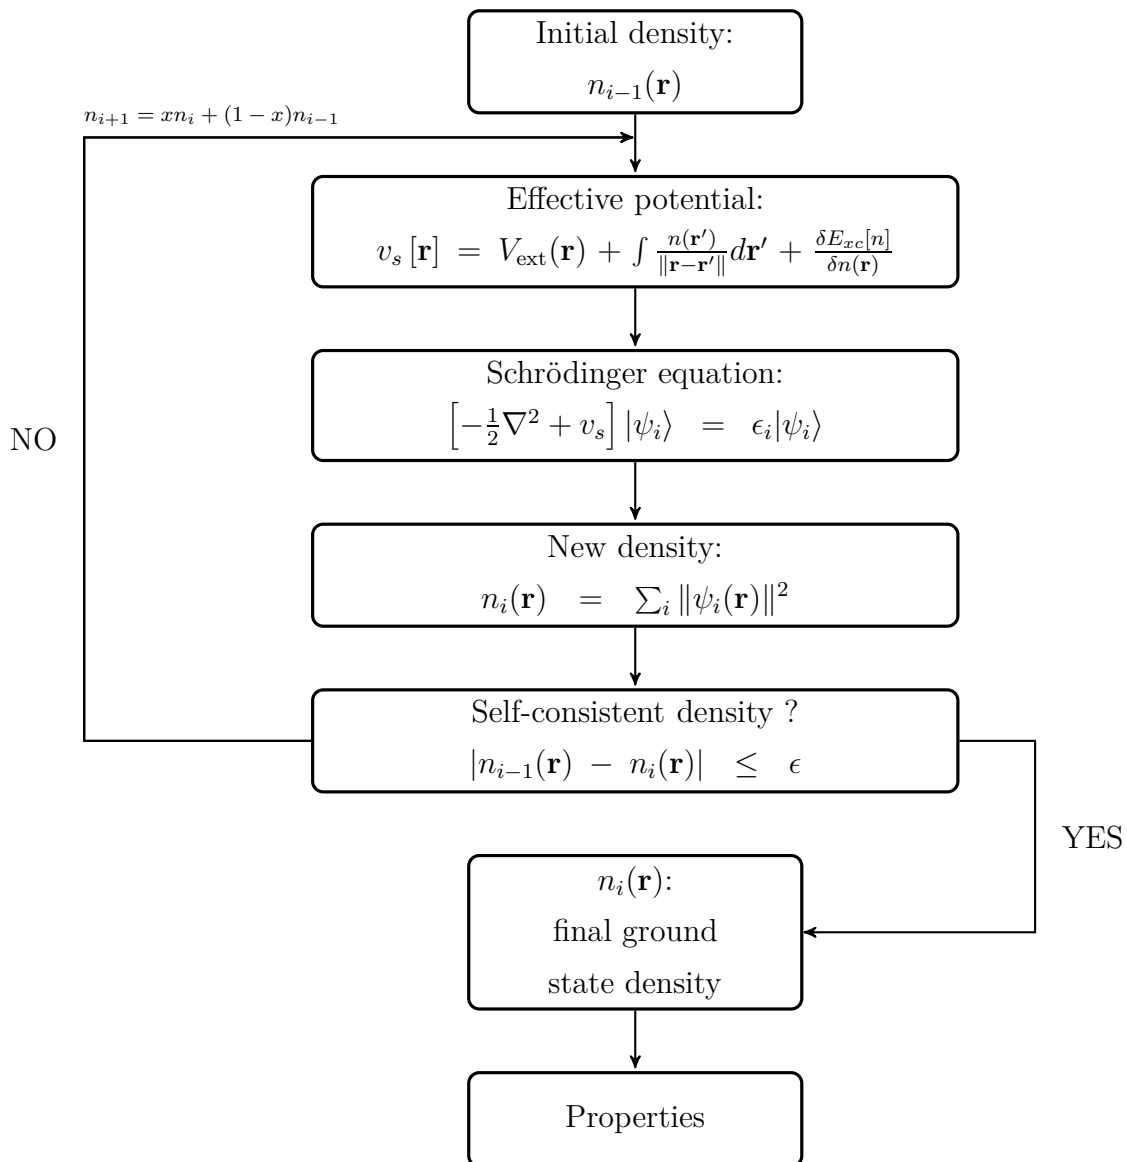 Initial density:
$n_{i-1}(\mathbf{r})$
$n_{i+1} = xn_i + (1 - x)n_{i-1}$
Effective potential:
$v_s\,[\mathbf{r}] = V_{\text{ext}}(\mathbf{r}) + \int \frac{n(\mathbf{r}')}{\|\mathbf{r}-\mathbf{r}'\|} d\mathbf{r}' + \frac{\delta E_{xc}[n]}{\delta n(\mathbf{r})}$
Schrödinger equation:
$\left[-\frac{1}{2}\nabla^2 + v_s\right] |\psi_i\rangle = \epsilon_i |\psi_i\rangle$
NO
New density:
$n_i(\mathbf{r}) = \sum_i \|\psi_i(\mathbf{r})\|^2$
Self-consistent density ?
$|n_{i-1}(\mathbf{r}) - n_i(\mathbf{r})| \leq \epsilon$
YES
$n_i(\mathbf{r})$:
final ground
state density
Properties